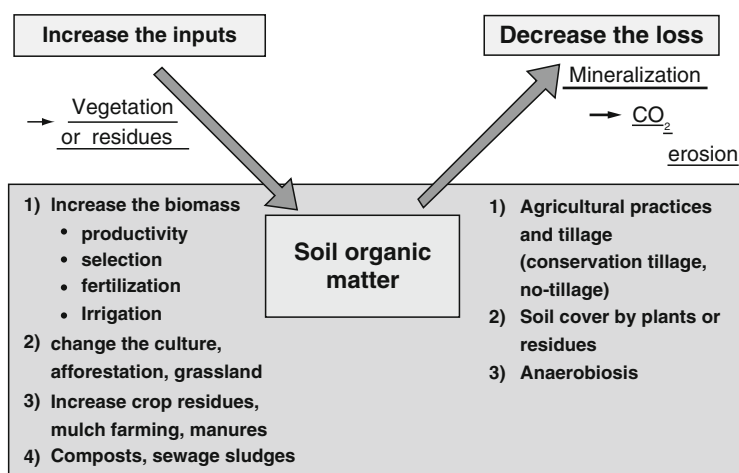 Increase the inputs
→ Vegetation
or residues
Decrease the loss
Mineralization
→ CO₂
erosion
1) Increase the biomass
• productivity
• selection
• fertilization
• Irrigation
2) change the culture,
afforestation, grassland
3) Increase crop residues,
mulch farming, manures
4) Composts, sewage sludges
Soil organic
matter
1) Agricultural practices
and tillage
(conservation tillage,
no-tillage)
2) Soil cover by plants or
residues
3) Anaerobiosis